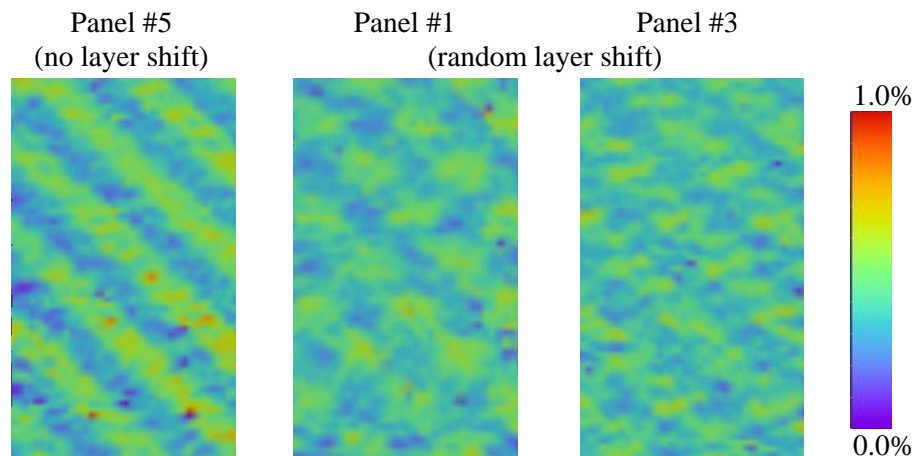 Panel #5 Panel #1 Panel #3
(no layer shift) (random layer shift)
1.0%
0.0%